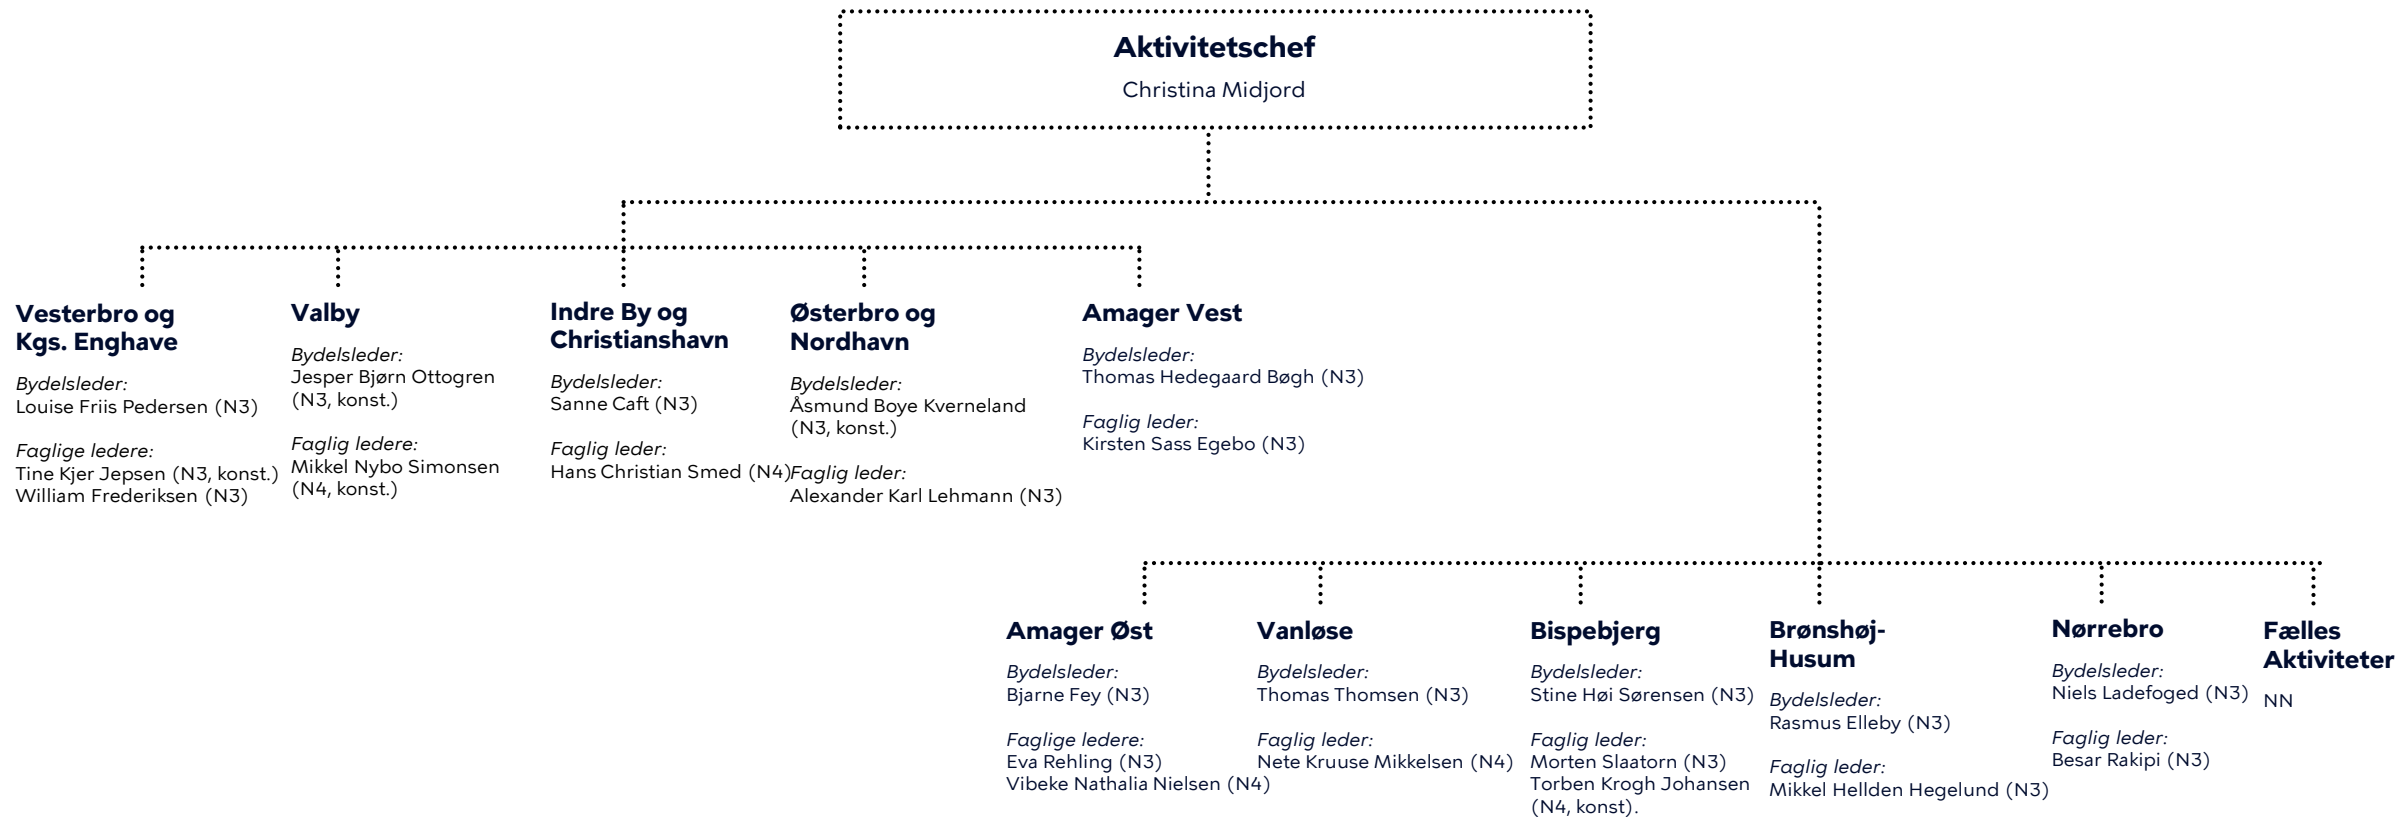 Aktivitetschef
Christina Midjord
Vesterbro og
Kgs. Enghave
Bydelsleder:
Louise Friis Pedersen (N3)
Faglige ledere:
Tine Kjer Jepsen (N3, konst.)
William Frederiksen (N3)
Valby
Bydelsleder:
Jesper Bjørn Ottogren
(N3, konst.)
Faglig ledere:
Mikkel Nybo Simonsen
(N4, konst.)
Indre By og
Christianshavn
Bydelsleder:
Sanne Caft (N3)
Faglig leder:
Hans Christian Smed (N4)
Østerbro og
Nordhavn
Bydelsleder:
Åsmund Boye Kverneland
(N3, konst.)
Faglig leder:
Alexander Karl Lehmann (N3)
Amager Vest
Bydelsleder:
Thomas Hedegaard Bøgh (N3)
Faglig leder:
Kirsten Sass Egebo (N3)
Amager Øst
Bydelsleder:
Bjarne Fey (N3)
Faglige ledere:
Eva Rehling (N3)
Vibeke Nathalia Nielsen (N4)
Vanløse
Bydelsleder:
Thomas Thomsen (N3)
Faglig leder:
Nete Kruuse Mikkelsen (N4)
Bispebjerg
Bydelsleder:
Stine Høi Sørensen (N3)
Faglig leder:
Morten Slaatorn (N3)
Torben Krogh Johansen
(N4, konst).
Brønshøj-
Husum
Bydelsleder:
Rasmus Elleby (N3)
Faglig leder:
Mikkel Hellden Hegelund (N3)
Nørrebro
Bydelsleder:
Niels Ladefoged (N3)
Faglig leder:
Besar Rakipi (N3)
Fælles
Aktiviteter
NN